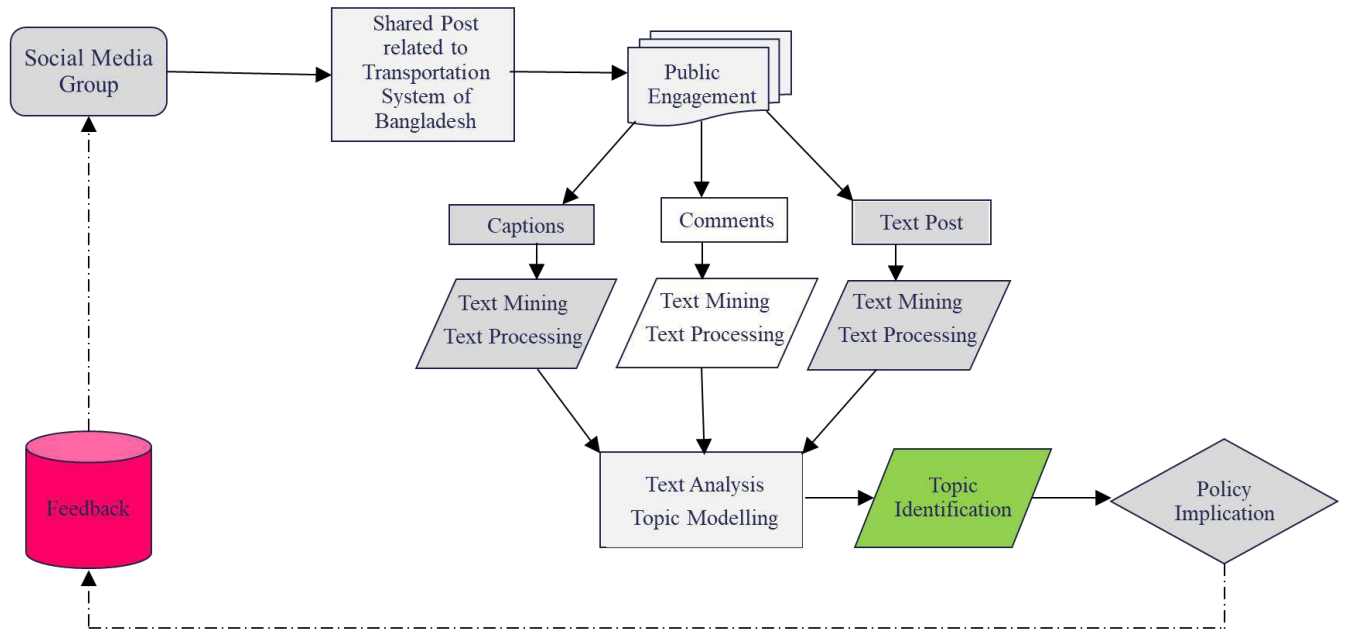 Social Media
Group
Shared Post
related to
Transportation
System of
Bangladesh
Public
Engagement
Captions
Comments
Text Post
Text Mining
Text Processing
Text Mining
Text Processing
Text Mining
Text Processing
Feedback
Text Analysis
Topic Modelling
Topic
Identification
Policy
Implication